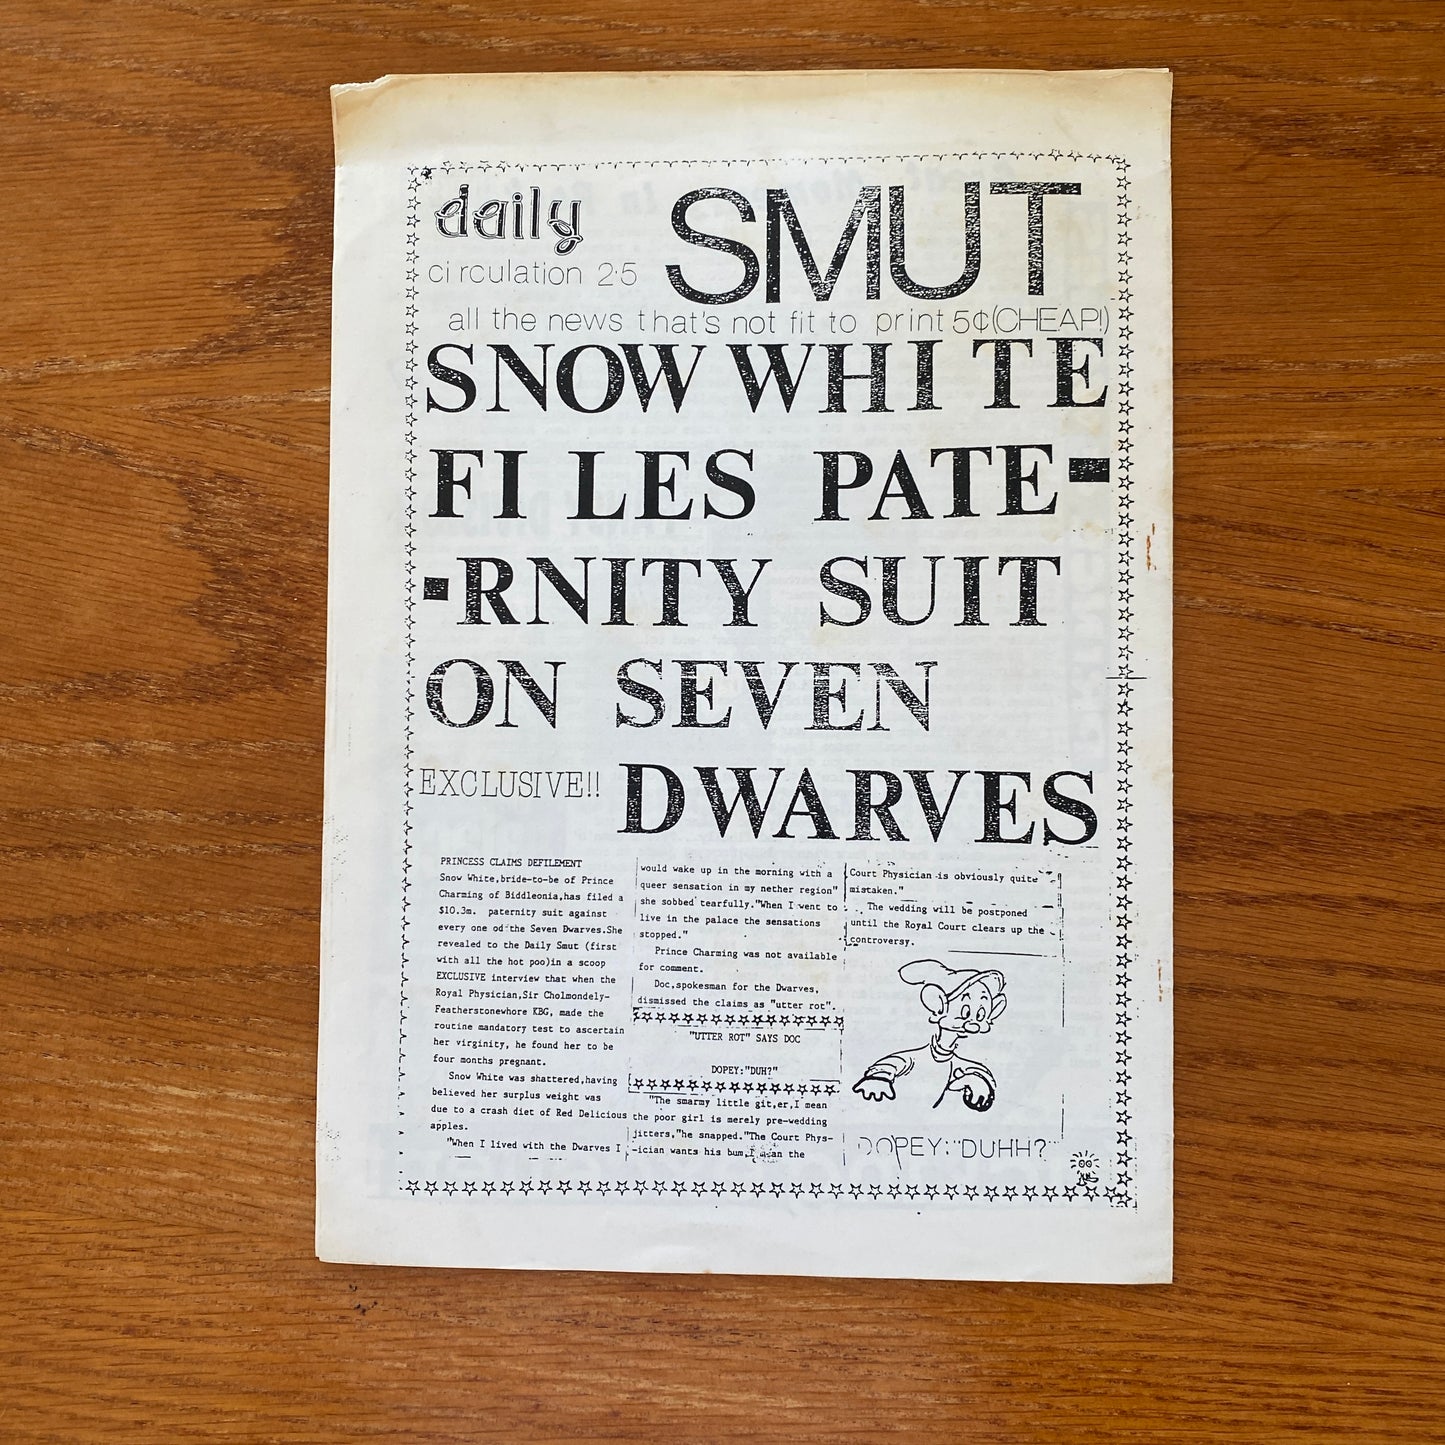 daily SMUT
circulation 2.5
all the news that's not fit to print 5¢(CHEAP!)
SNOW WHITE
FILES PATE-
-RNITY SUIT
ON SEVEN
EXCLUSIVE!! DWARVES
PRINCESS CLAIMS DEFILEMENT
Snow White,bride-to-be of Prince
Charming of Biddleonia,has filed a
$10.3m. paternity suit against
every one od the Seven Dwarves.She
revealed to the Daily Smut (first
with all the hot poo)in a scoop
EXCLUSIVE interview that when the
Royal Physician,Sir Cholmondely-
Featherstonewhore KBG, made the
routine mandatory test to ascertain
her virginity, he found her to be
four months pregnant.
Snow White was shattered,having
believed her surplus weight was
due to a crash diet of Red Delicious
apples.
"When I lived with the Dwarves I
would wake up in the morning with a
queer sensation in my nether region"
she sobbed tearfully."When I went to
live in the palace the sensations
stopped."
Prince Charming was not available
for comment.
Doc,spokesman for the Dwarves,
dismissed the claims as "utter rot".
"UTTER ROT" SAYS DOC
DOPEY:"DUH?"
"The smarmy little git,er,I mean
the poor girl is merely pre-wedding
jitters,"he snapped."The Court Phys-
-ician wants his bum,I mean the
Court Physician is obviously quite
mistaken."
The wedding will be postponed
until the Royal Court clears up the
controversy.
DOPEY:"DUHH?"